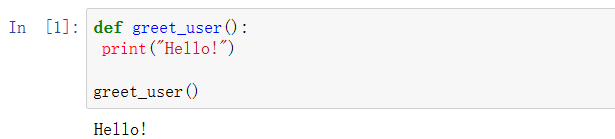 In [1]: def greet_user():
 print("Hello!")
greet_user()
Hello!